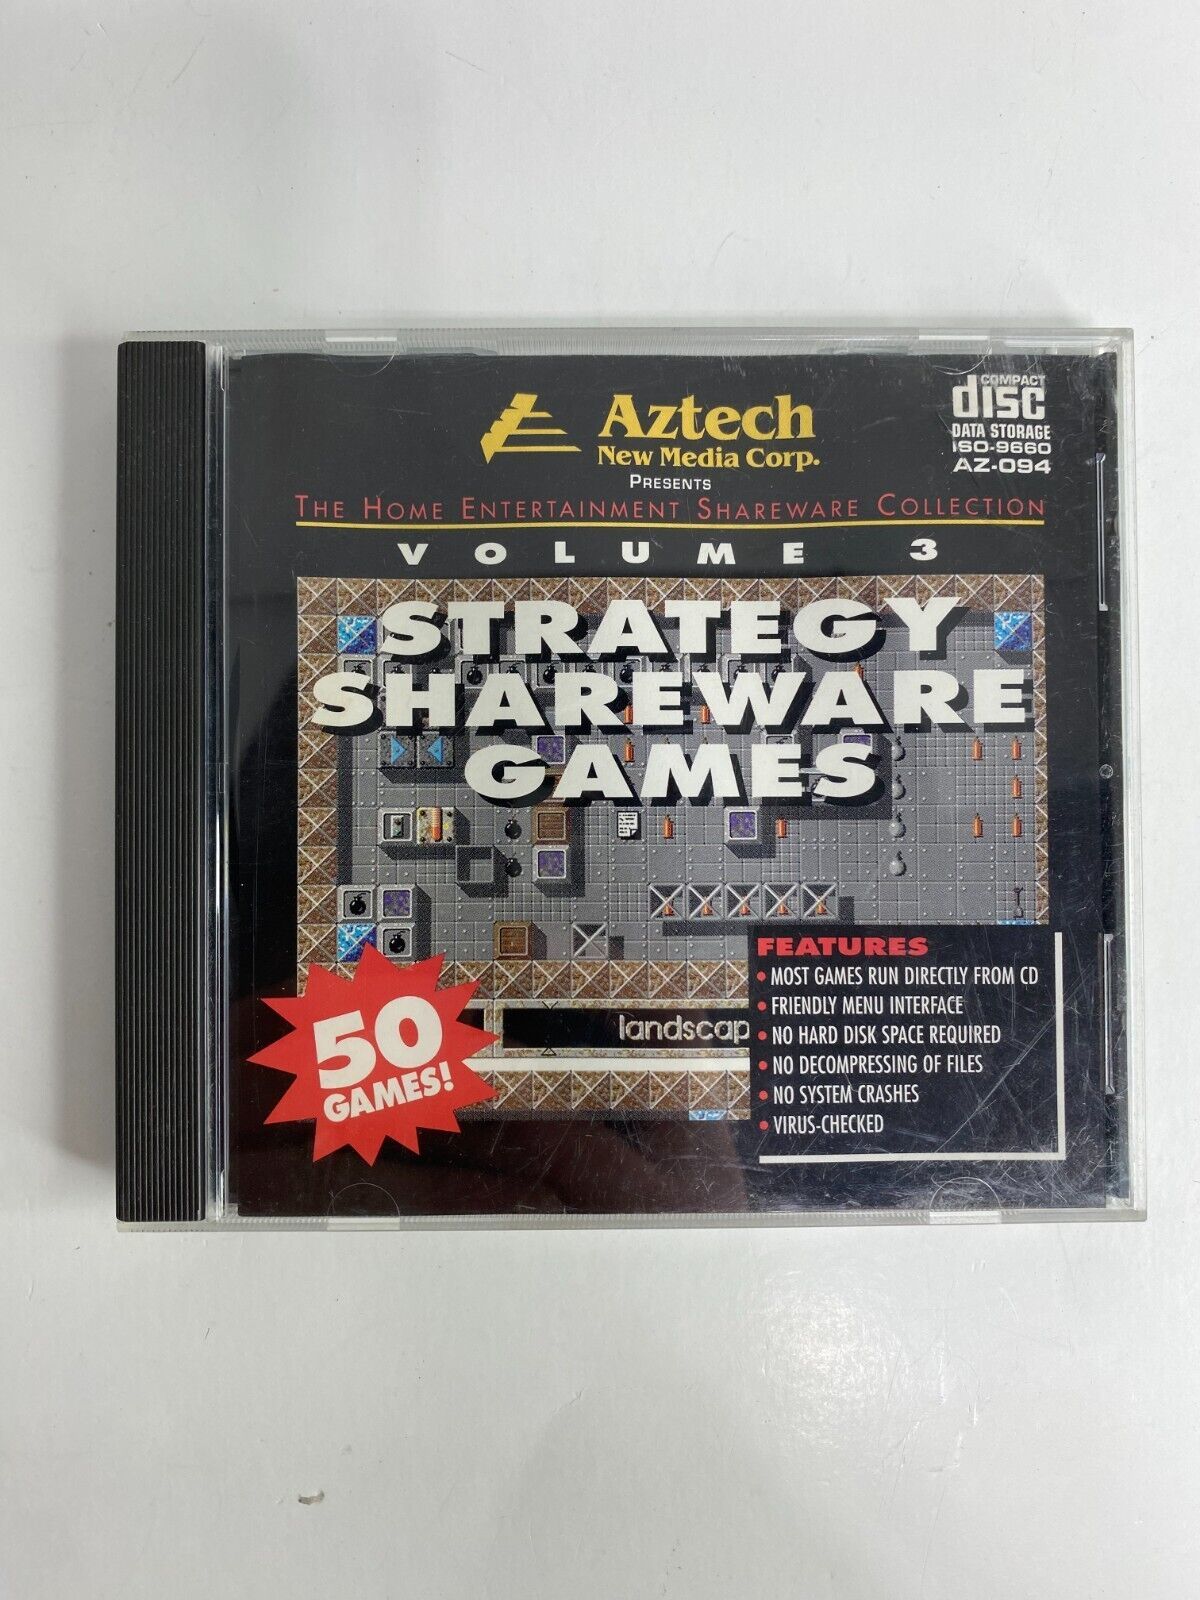 Aztech
New Media Corp.
PRESENTS
THE HOME ENTERTAINMENT SHAREWARE COLLECTION
VOLUME 3
COMPACT
disc
DATA STORAGE
ISO-9660
AZ-094
STRATEGY
SHAREWARE
GAMES
landscap
50
GAMES!
FEATURES
• MOST GAMES RUN DIRECTLY FROM CD
• FRIENDLY MENU INTERFACE
• NO HARD DISK SPACE REQUIRED
• NO DECOMPRESSING OF FILES
• NO SYSTEM CRASHES
• VIRUS-CHECKED